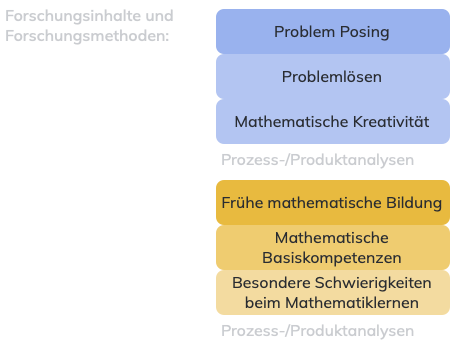 Forschungsinhalte und
Forschungsmethoden:
Problem Posing
Problemlösen
Mathematische Kreativität
Prozess-/Produktanalysen
Frühe mathematische Bildung
Mathematische
Basiskompetenzen
Besondere Schwierigkeiten
beim Mathematiklernen
Prozess-/Produktanalysen